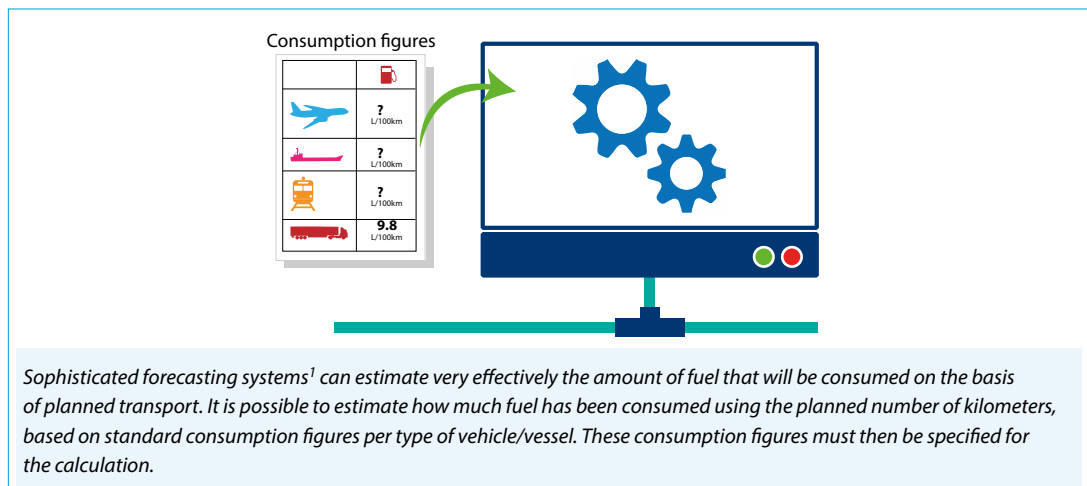 Consumption figures
?
L/100km
?
L/100km
?
L/100km
9.8
L/100km
Sophisticated forecasting systems¹ can estimate very effectively the amount of fuel that will be consumed on the basis
of planned transport. It is possible to estimate how much fuel has been consumed using the planned number of kilometers,
based on standard consumption figures per type of vehicle/vessel. These consumption figures must then be specified for
the calculation.